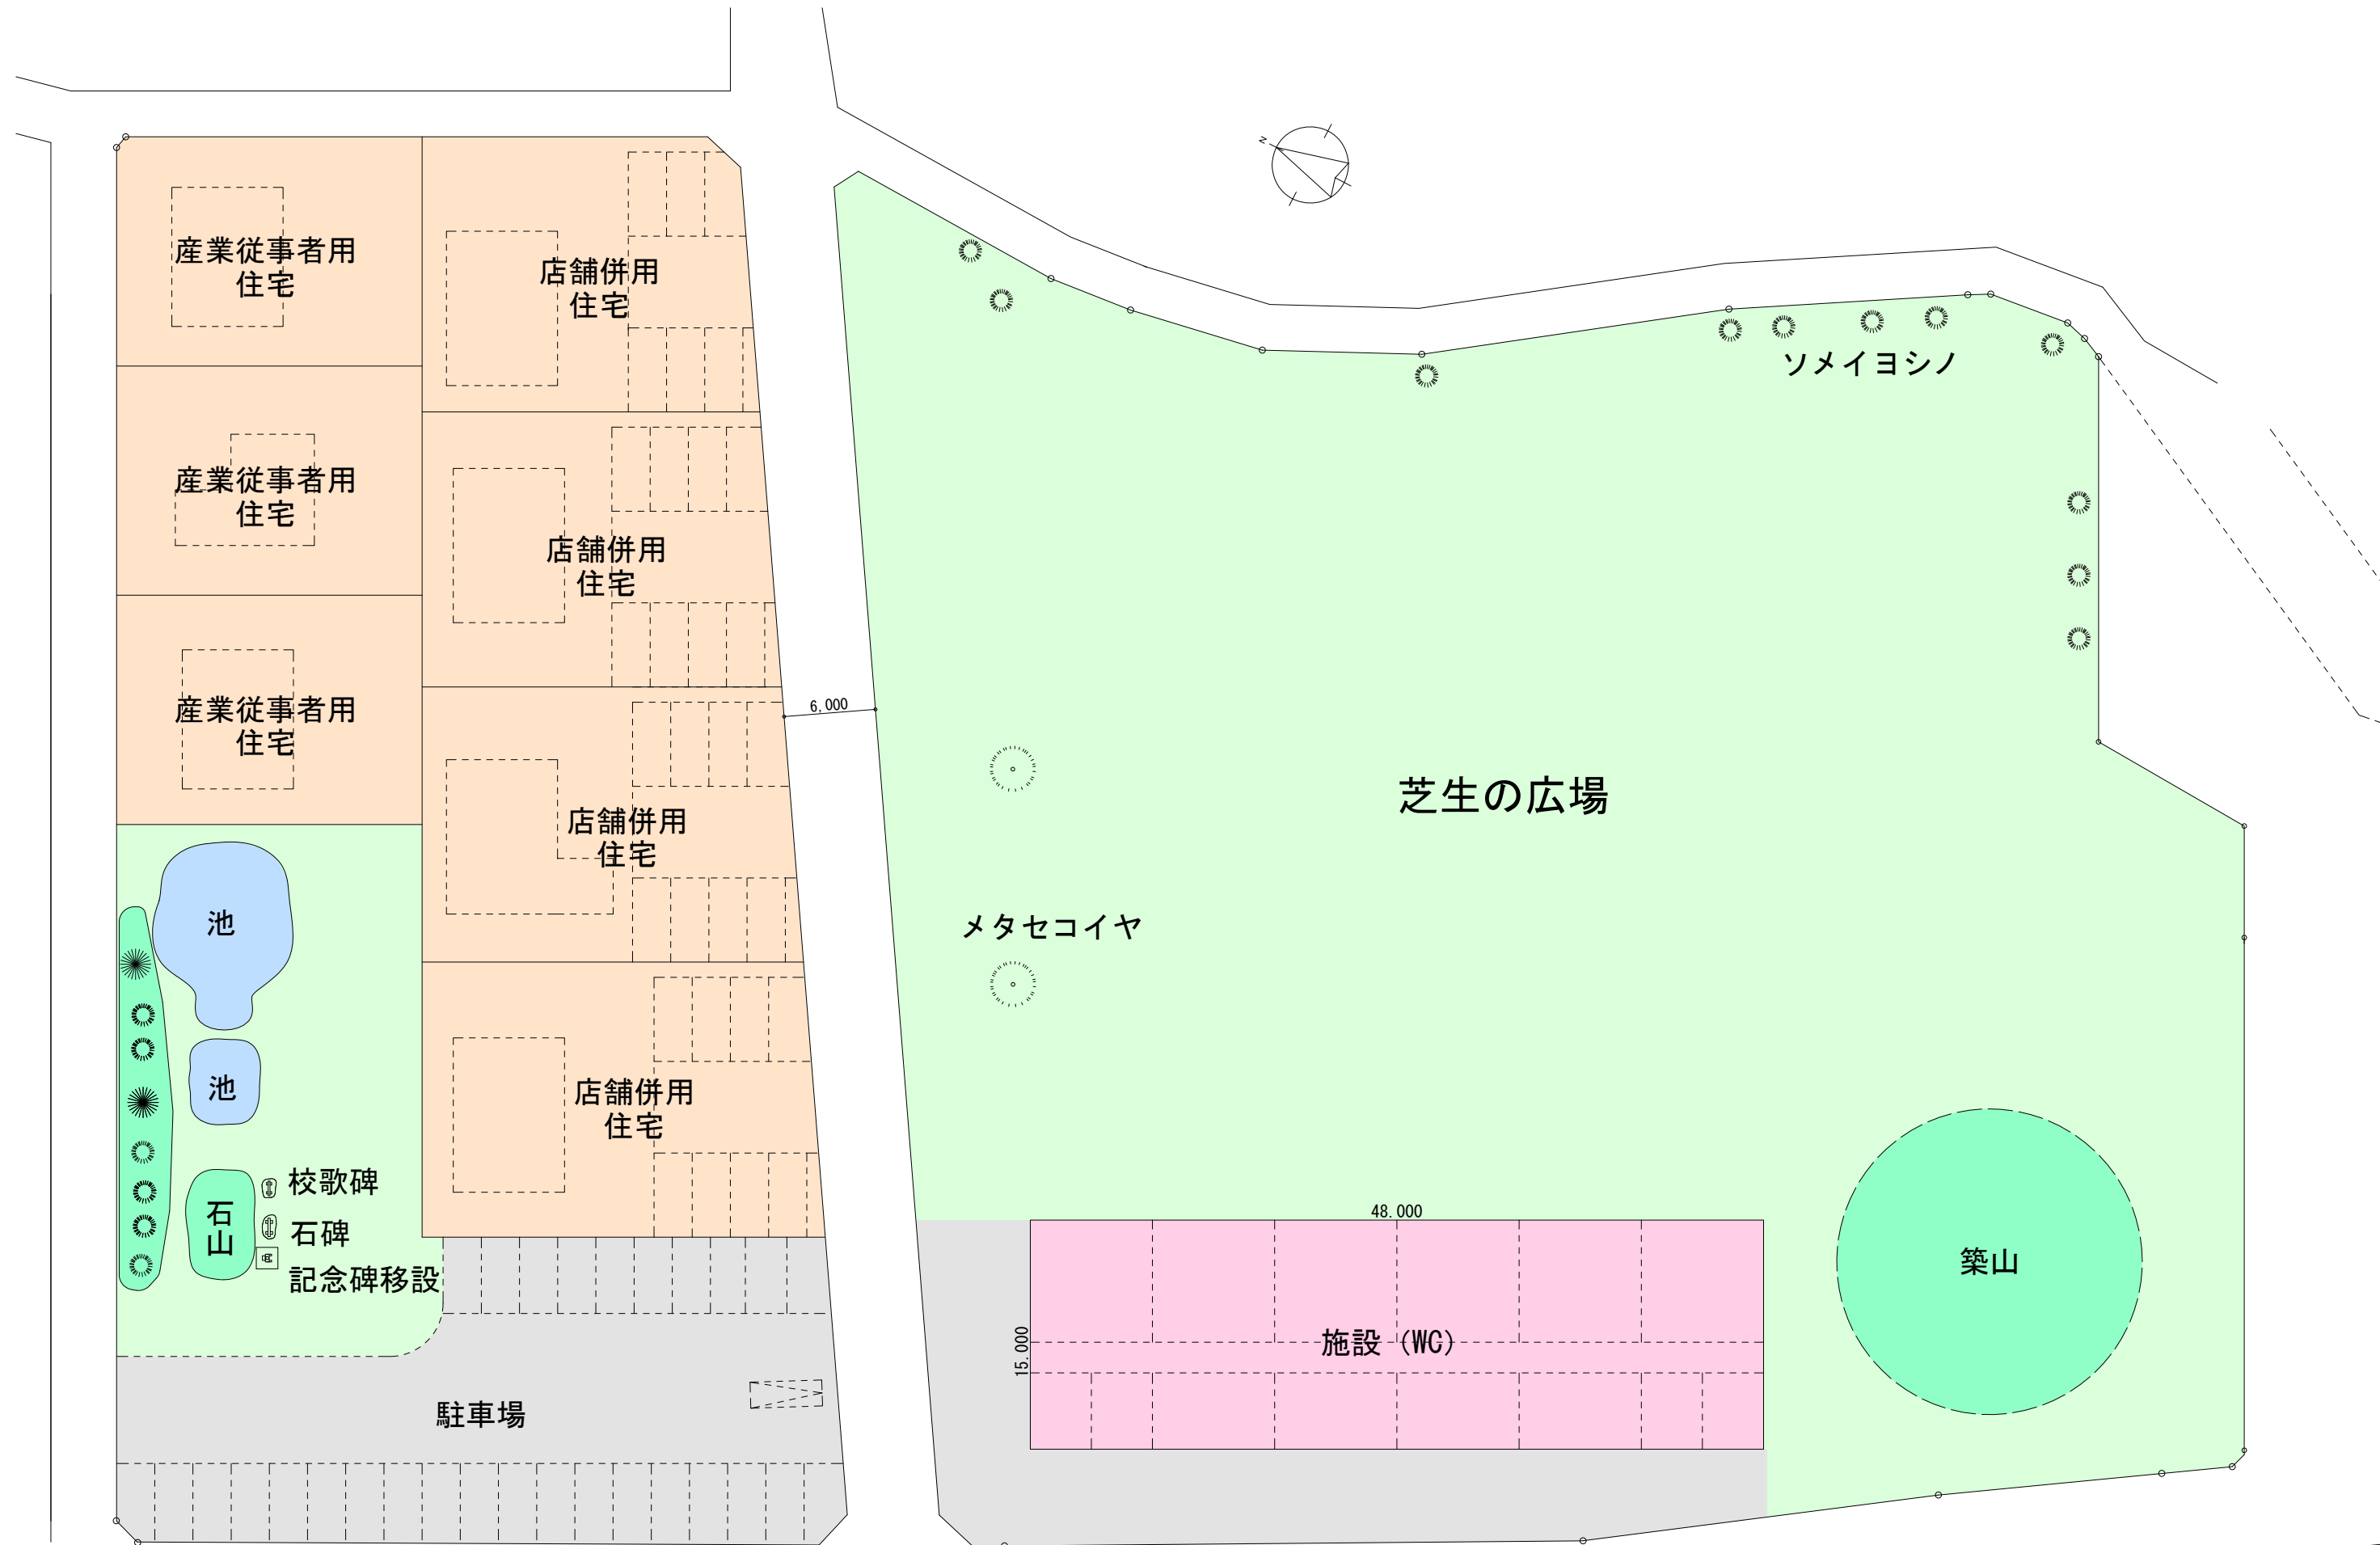 N
産業従事者用
住宅
店舗併用
住宅
ソメイヨシノ
産業従事者用
住宅
店舗併用
住宅
産業従事者用
住宅
6.000
芝生の広場
店舗併用
住宅
池
メタセコイヤ
池
店舗併用
住宅
校歌碑
石山
石碑
記念碑移設
48.000
築山
15.000
施設（WC）
駐車場